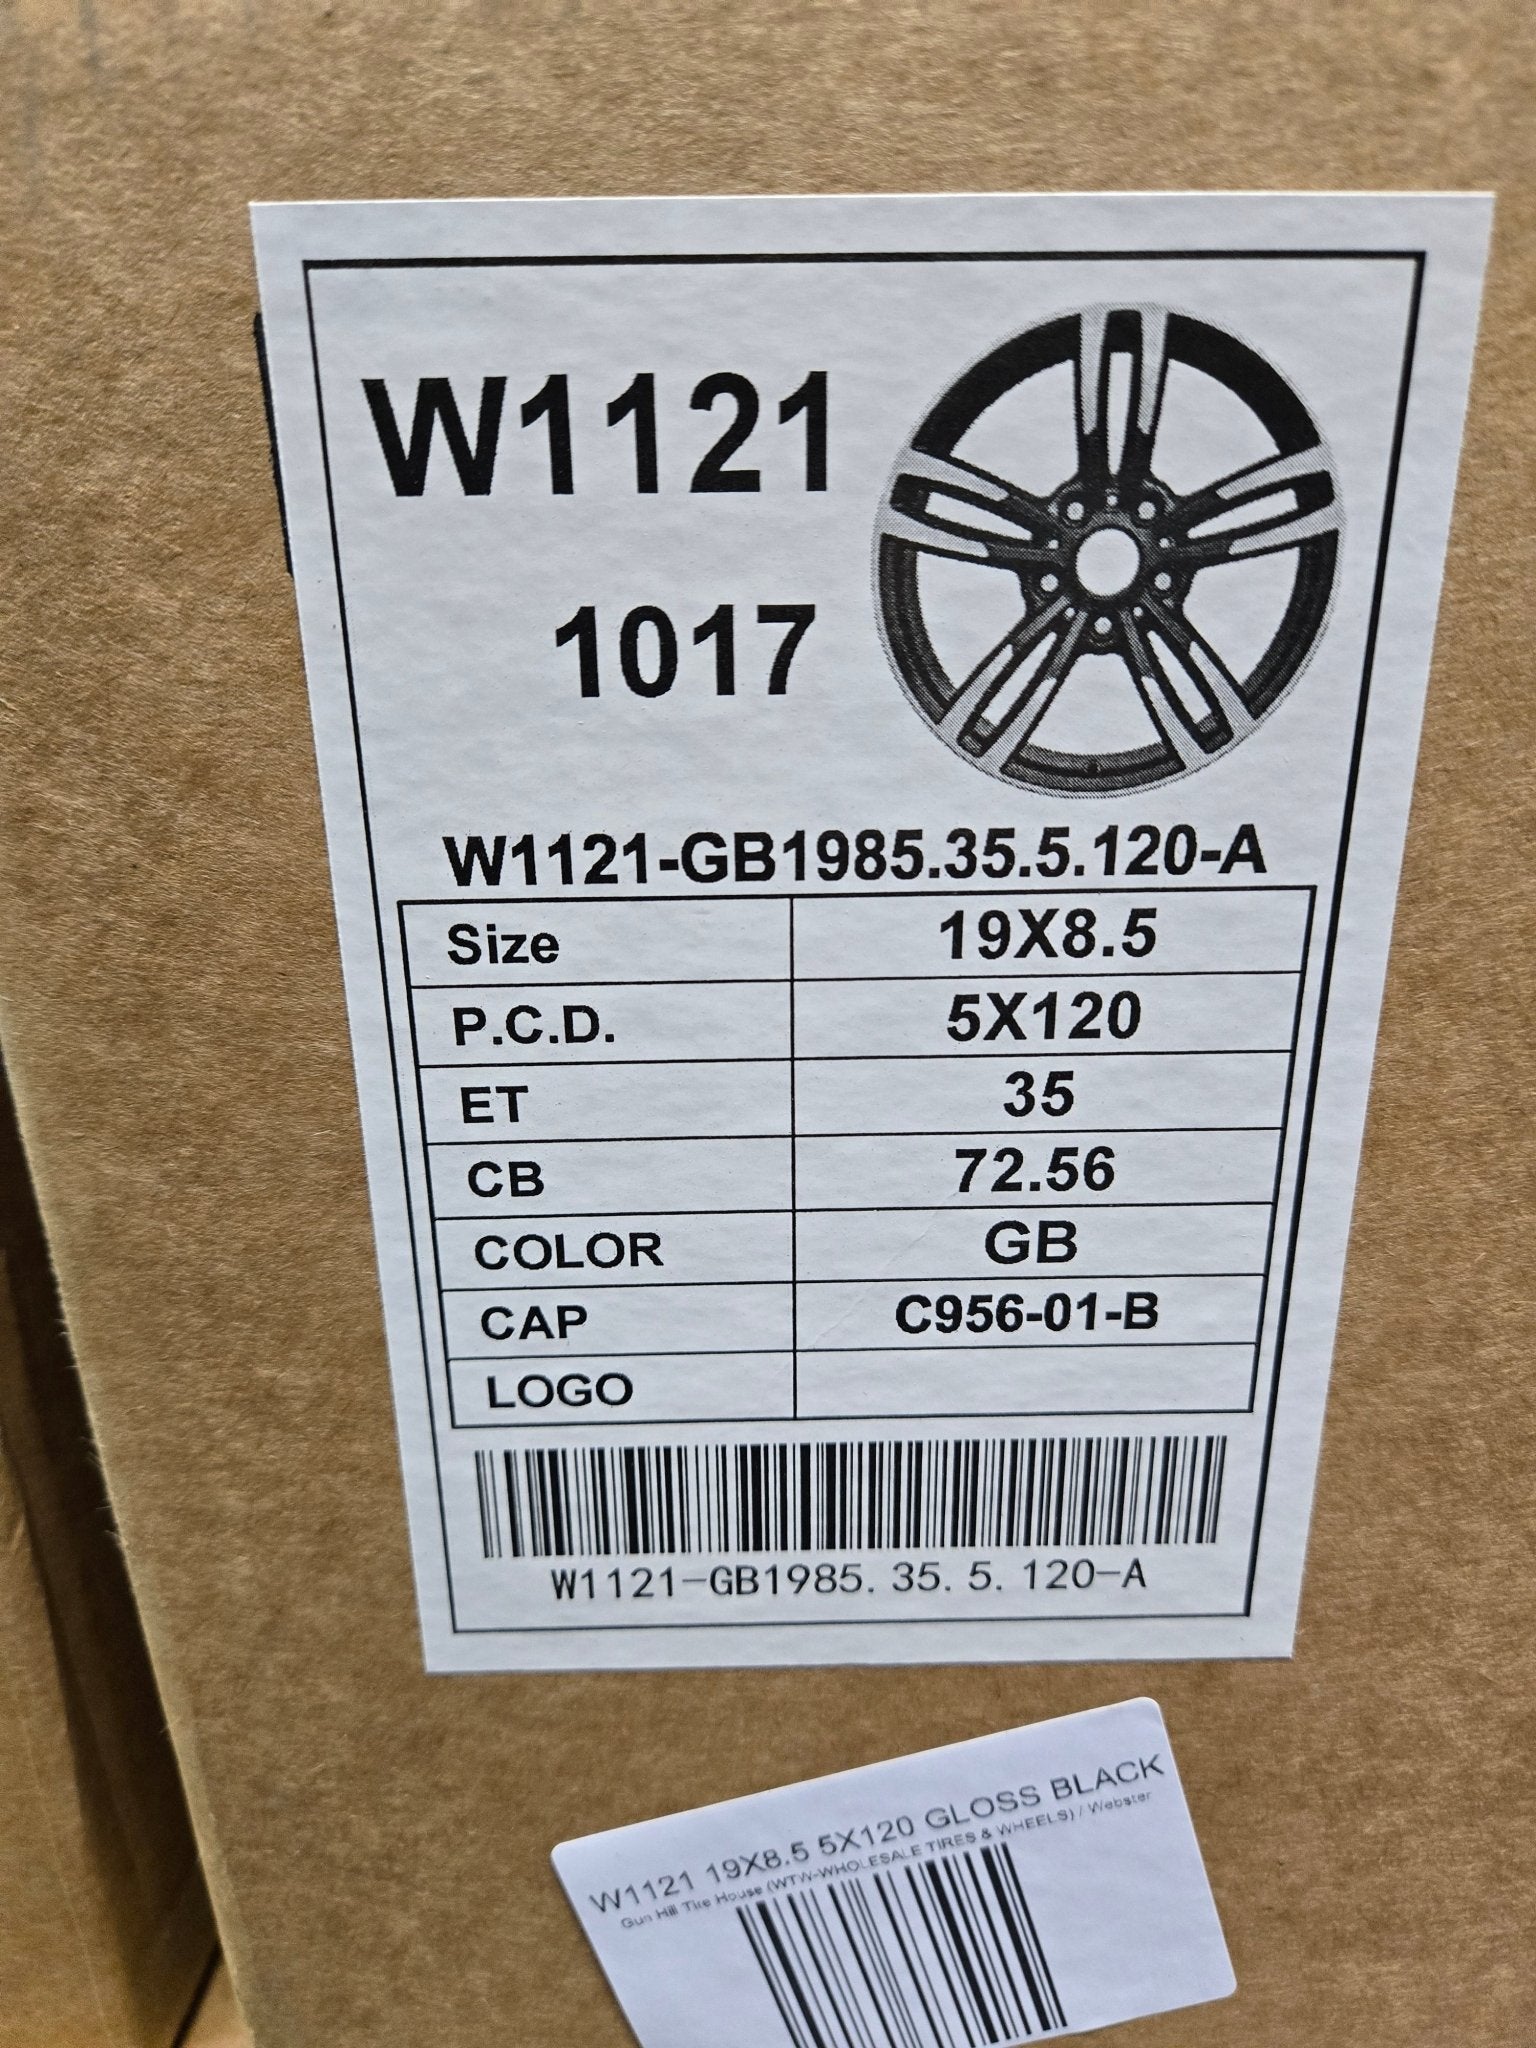 W1121
1017
W1121-GB1985.35.5.120-A
Size 19X8.5
P.C.D. 5X120
ET 35
CB 72.56
COLOR GB
CAP C956-01-B
LOGO
W1121-GB1985.35.5.120-A
W1121 19X8.5 5X120 GLOSS BLACK
Gun Hill Tire House (WTW-WHOLESALE TIRES & WHEELS) / Webster